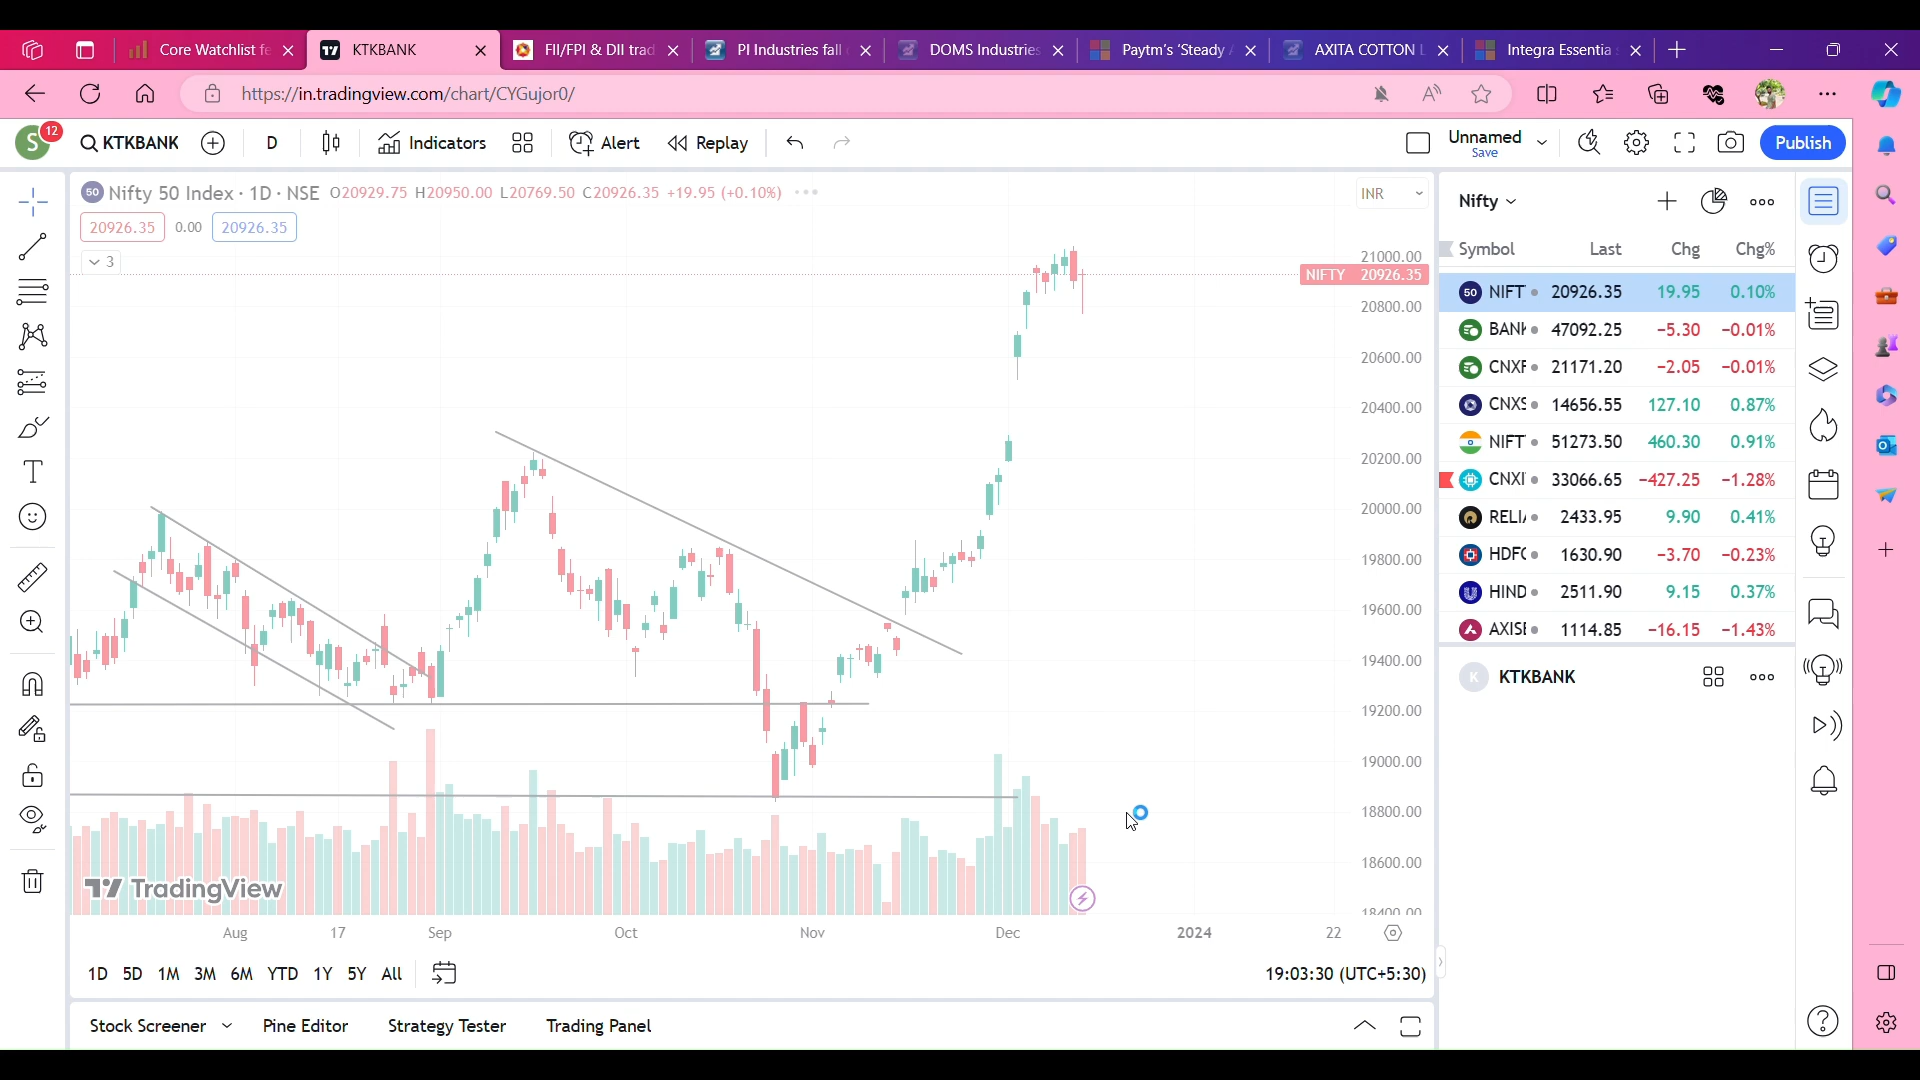 Core Watchlist fe
KTKBANK
FII/FPI & DII trad
PI Industries fall
DOMS Industries
Paytm's 'Steady
AXITA COTTON L
Integra Essentia
https://in.tradingview.com/chart/CYGujor0/
S 12
KTKBANK
D
Indicators
Alert
Replay
Unnamed
Save
Publish
50 Nifty 50 Index · 1D · NSE O20929.75 H20950.00 L20769.50 C20926.35 +19.95 (+0.10%)
INR
20926.35 0.00 20926.35
3
21000.00
NIFTY 20926.35
20800.00
20600.00
20400.00
20200.00
20000.00
19800.00
19600.00
19400.00
19200.00
19000.00
18800.00
18600.00
18400.00
TradingView
Aug 17 Sep Oct Nov Dec 2024 22
1D 5D 1M 3M 6M YTD 1Y 5Y All
19:03:30 (UTC+5:30)
Stock Screener Pine Editor Strategy Tester Trading Panel
Nifty
Symbol Last Chg Chg%
50 NIFT 20926.35 19.95 0.10%
BANK 47092.25 −5.30 −0.01%
CNXF 21171.20 −2.05 −0.01%
CNXS 14656.55 127.10 0.87%
NIFT 51273.50 460.30 0.91%
CNXI 33066.65 −427.25 −1.28%
RELI 2433.95 9.90 0.41%
HDFC 1630.90 −3.70 −0.23%
HIND 2511.90 9.15 0.37%
AXISE 1114.85 −16.15 −1.43%
K KTKBANK